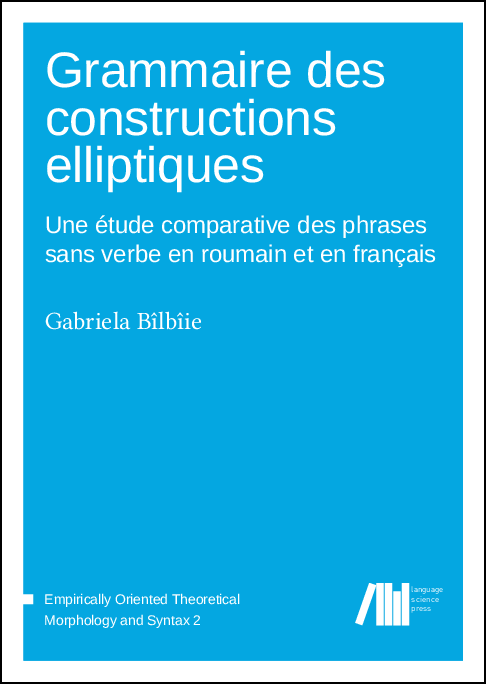 Grammaire des
constructions
elliptiques
Une étude comparative des phrases
sans verbe en roumain et en français
Gabriela Bîlbîie
Empirically Oriented Theoretical
Morphology and Syntax 2
language
science
press